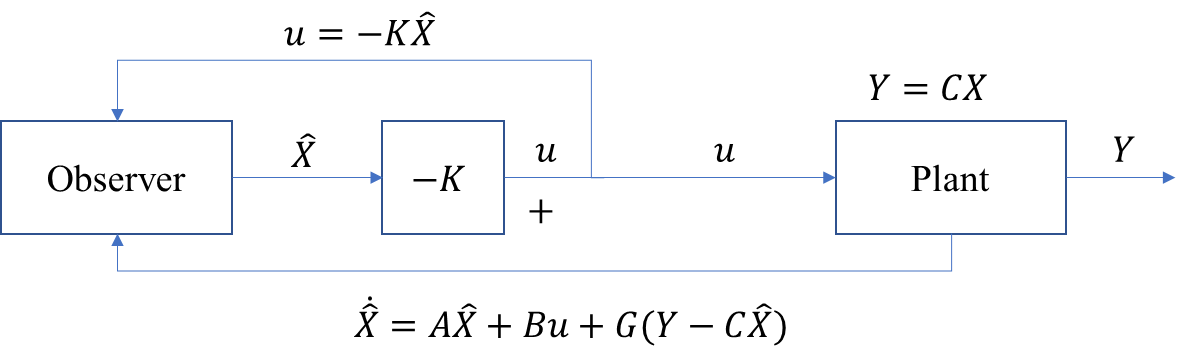 u = −KX̂
Y = CX
Observer
X̂
−K
u
+
u
Plant
Y
X̂̇ = AX̂ + Bu + G(Y − CX̂)